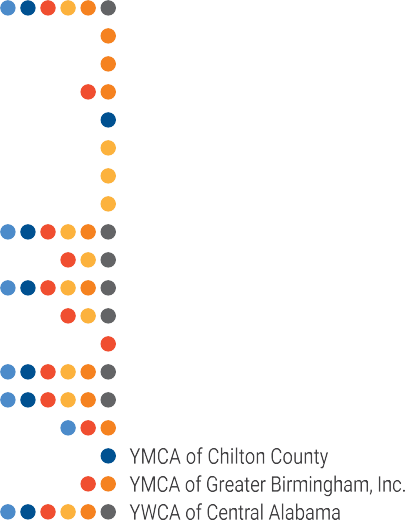 YMCA of Chilton County
YMCA of Greater Birmingham, Inc.
YWCA of Central Alabama